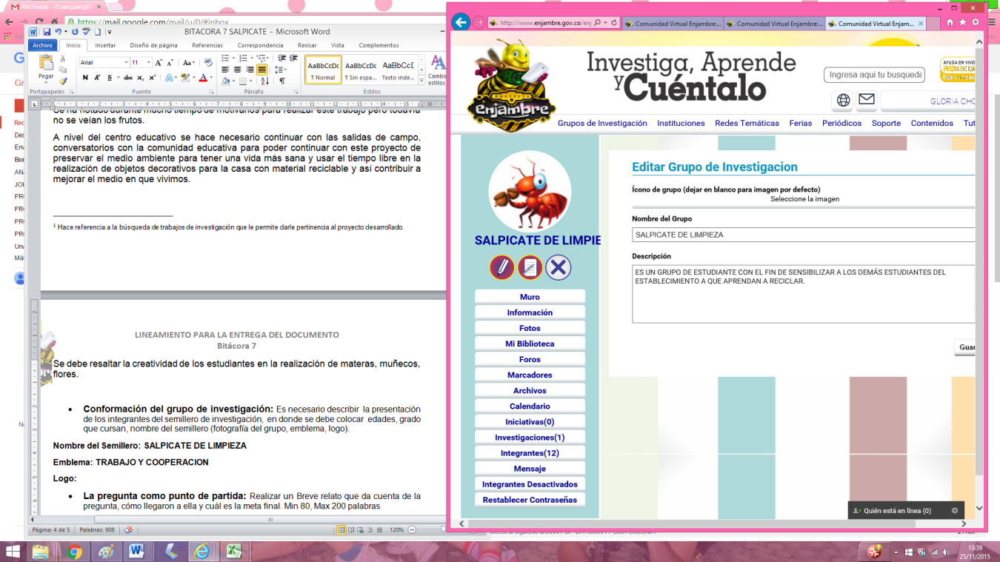 Recibidos - r2.sanjuanqi@
https://mail.google.com/mail/u/0/#inbox
BITACORA 7 SALPICATE - Microsoft Word
Archivo Inicio Insertar Diseño de página Referencias Correspondencia Revisar Vista Complementos
Pegar
Arial 11
AaBbCcDc AaBbCcDc AaBbCcD
¶ Normal ¶ Sin espa... Texto inde...
Cambia
estilos
Portapapeles Fuente Párrafo Estilos
Se ha notado durante mucho tiempo de motivarlos para realizar este trabajo pero todavía
no se veían los frutos.
A nivel del centro educativo se hace necesario continuar con las salidas de campo,
conversatorios con la comunidad educativa para poder continuar con este proyecto de
preservar el medio ambiente para tener una vida más sana y usar el tiempo libre en la
realización de objetos decorativos para la casa con material reciclable y así contribuir a
mejorar el medio en que vivimos.
1 Hace referencia a la búsqueda de trabajos de investigación que le permite darle pertinencia al proyecto desarrollado.
LINEAMIENTO PARA LA ENTREGA DEL DOCUMENTO
Bitácora 7
Se debe resaltar la creatividad de los estudiantes en la realización de materas, muñecos,
flores.
• Conformación del grupo de investigación: Es necesario describir la presentación
de los integrantes del semillero de investigación, en donde se debe colocar edades, grado
que cursan, nombre del semillero (fotografía del grupo, emblema, logo).
Nombre del Semillero: SALPICATE DE LIMPIEZA
Emblema: TRABAJO Y COOPERACION
Logo:
• La pregunta como punto de partida: Realizar un Breve relato que da cuenta de la
pregunta, cómo llegaron a ella y cuál es la meta final. Min 80, Max 200 palabras
Página: 4 de 5 Palabras: 908 120%
http://www.enjambre.gov.co/enj
Comunidad Virtual Enjambre:... Comunidad Virtual Enjambre:... Comunidad Virtual Enjam...
PROYECTO
enjambre
Investiga, Aprende
y Cuéntalo
Ingresa aqui tu busqueda
AYUDA EN VIVO
FUERA DE LIN
GLORIA CHO
Grupos de Investigación Instituciones Redes Temáticas Ferias Periódicos Soporte Contenidos Tut
SALPICATE DE LIMPIE
Muro
Información
Fotos
Mi Biblioteca
Foros
Marcadores
Archivos
Calendario
Iniciativas(0)
Investigaciones(1)
Integrantes(12)
Mensaje
Integrantes Desactivados
Restablecer Contraseñas
Editar Grupo de Investigacion
Ícono de grupo (dejar en blanco para imagen por defecto)
Seleccione la imagen
Nombre del Grupo
SALPICATE DE LIMPIEZA
Descripción
ES UN GRUPO DE ESTUDIANTE CON EL FIN DE SENSIBILIZAR A LOS DEMÁS ESTUDIANTES DEL
ESTABLECIMIENTO A QUE APRENDAN A RECICLAR.
Guar
Quién está en línea (0)
13:39
25/11/2015